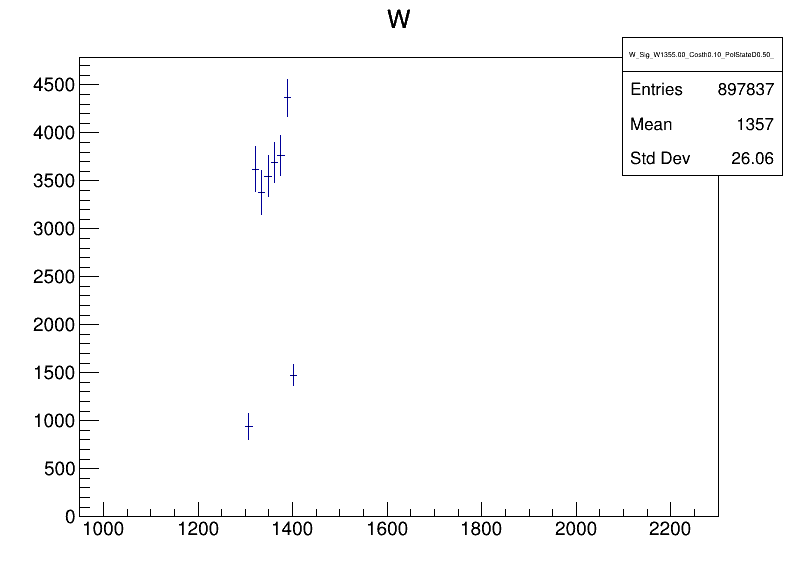 W
W_Sig_W1355.00_Costh0.10_PolStateD0.50_
Entries 897837
Mean 1357
Std Dev 26.06
4500
4000
3500
3000
2500
2000
1500
1000
500
0
1000 1200 1400 1600 1800 2000 2200